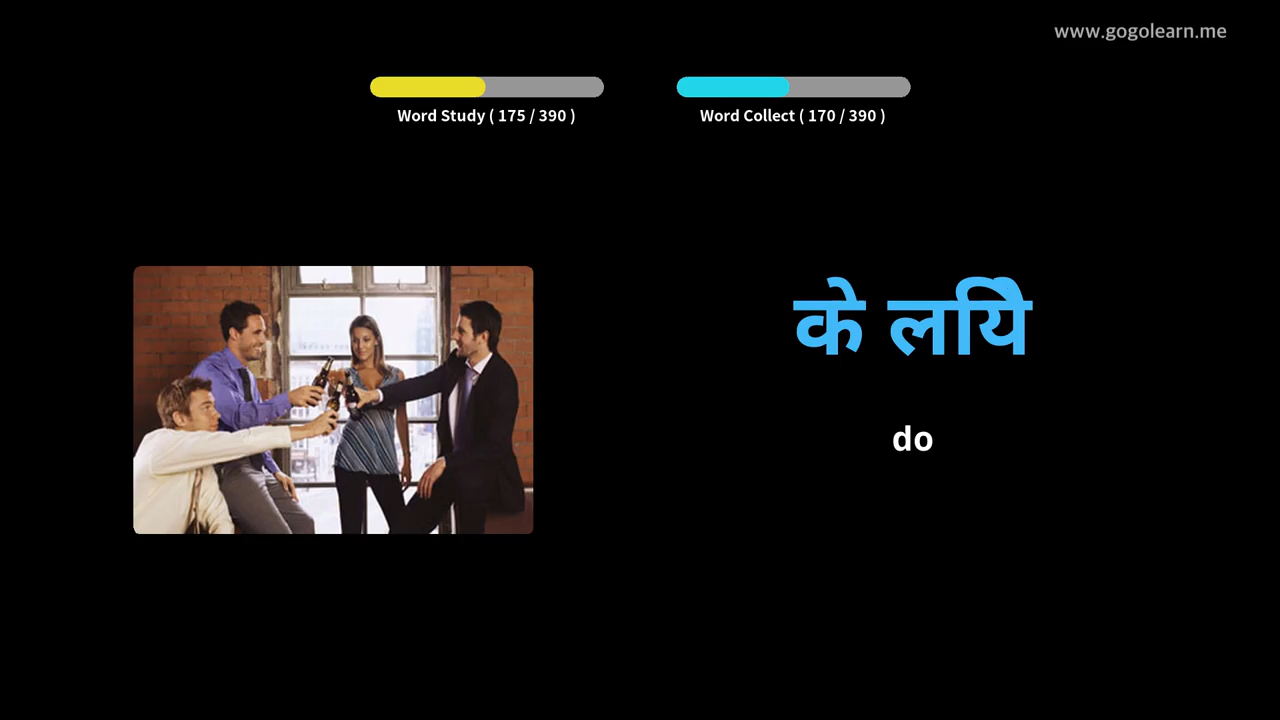 www.gogolearn.me
Word Study ( 175 / 390 )
Word Collect ( 170 / 390 )
के लयिे
do